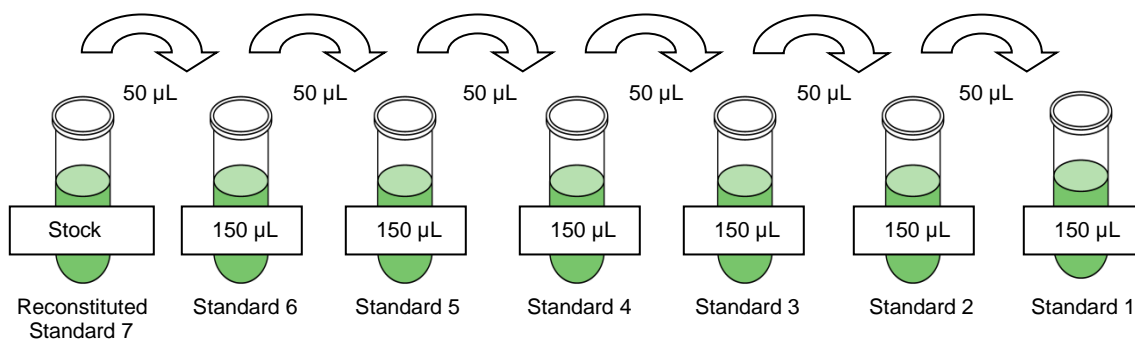 50 µL 50 µL 50 µL 50 µL 50 µL 50 µL
Stock 150 µL 150 µL 150 µL 150 µL 150 µL 150 µL
Reconstituted Standard 6 Standard 5 Standard 4 Standard 3 Standard 2 Standard 1
Standard 7